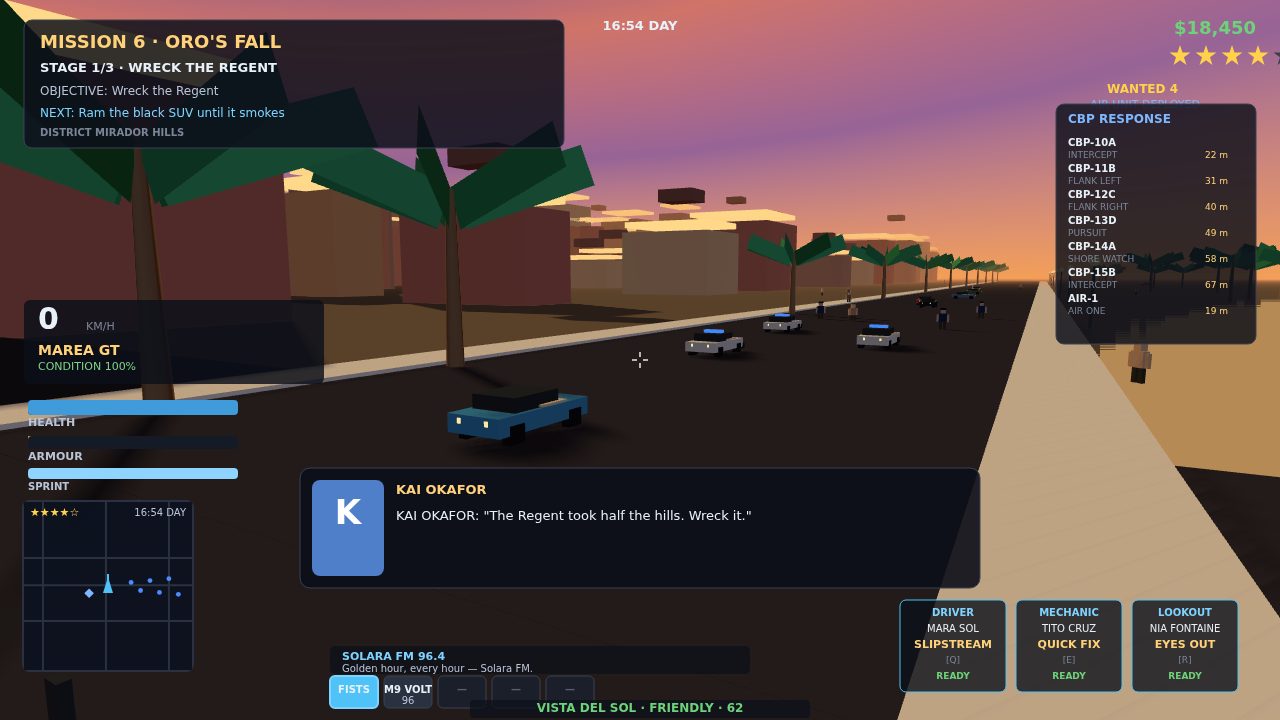 MISSION 6 · ORO'S FALL
STAGE 1/3 · WRECK THE REGENT
OBJECTIVE: Wreck the Regent
NEXT: Ram the black SUV until it smokes
DISTRICT MIRADOR HILLS
16:54 DAY
$18,450
★★★★
WANTED 4
AIR UNIT DEPLOYED
CBP RESPONSE
CBP-10A
INTERCEPT 22 m
CBP-11B
FLANK LEFT 31 m
CBP-12C
FLANK RIGHT 40 m
CBP-13D
PURSUIT 49 m
CBP-14A
SHORE WATCH 58 m
CBP-15B
INTERCEPT 67 m
AIR-1
AIR ONE 19 m
0 KM/H
MAREA GT
CONDITION 100%
HEALTH
ARMOUR
SPRINT
★★★★☆ 16:54 DAY
K
KAI OKAFOR
KAI OKAFOR: "The Regent took half the hills. Wreck it."
DRIVER
MARA SOL
SLIPSTREAM
[Q]
READY
MECHANIC
TITO CRUZ
QUICK FIX
[E]
READY
LOOKOUT
NIA FONTAINE
EYES OUT
[R]
READY
SOLARA FM 96.4
Golden hour, every hour — Solara FM.
FISTS
M9 VOLT
96
—
—
—
VISTA DEL SOL · FRIENDLY · 62